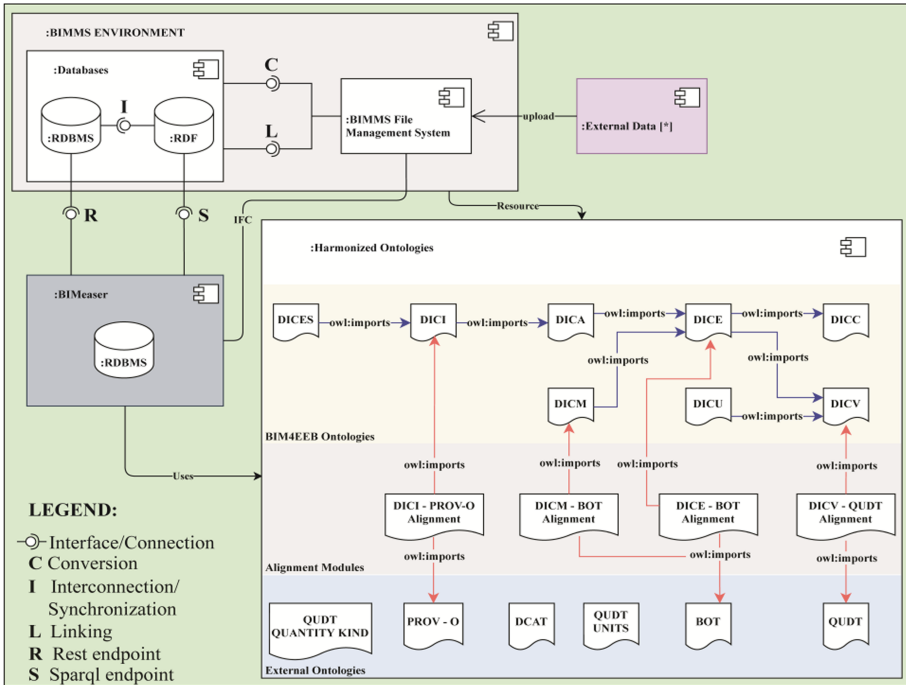 :BIMMS ENVIRONMENT
:Databases
C
I
:RDBMS
:RDF
L
:BIMMS File
Management System
upload
:External Data [*]
R
S
IFC
Resource
:BIMeaser
:RDBMS
Uses
:Harmonized Ontologies
DICES
owl:imports
DICI
owl:imports
DICA
owl:imports
DICE
owl:imports
DICC
owl:imports
owl:imports
DICM
DICU
owl:imports
DICV
BIM4EEB Ontologies
owl:imports
owl:imports
owl:imports
owl:imports
DICI - PROV-O
Alignment
DICM - BOT
Alignment
DICE - BOT
Alignment
DICV - QUDT
Alignment
owl:imports
owl:imports
owl:imports
Alignment Modules
QUDT
QUANTITY KIND
PROV - O
DCAT
QUDT
UNITS
BOT
QUDT
External Ontologies
LEGEND:
Interface/Connection
C Conversion
I Interconnection/
Synchronization
L Linking
R Rest endpoint
S Sparql endpoint